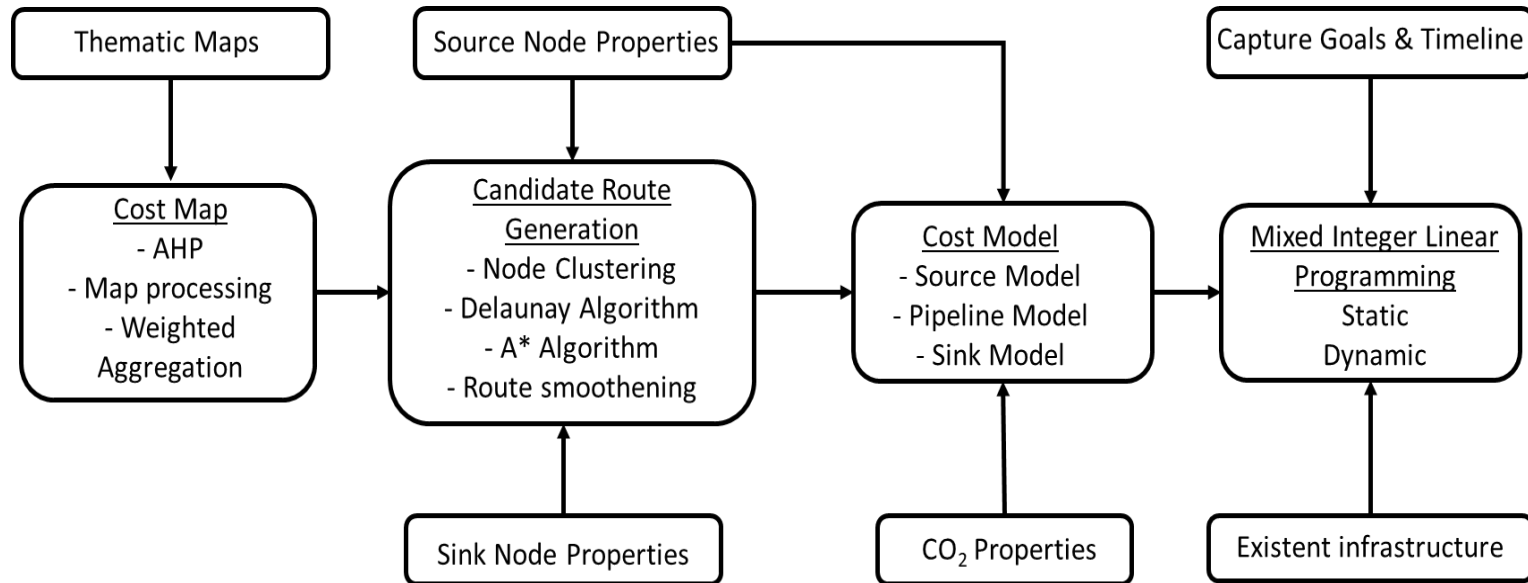 Thematic Maps
Source Node Properties
Capture Goals & Timeline
Cost Map
- AHP
- Map processing
- Weighted
Aggregation
Candidate Route
Generation
- Node Clustering
- Delaunay Algorithm
- A* Algorithm
- Route smoothening
Cost Model
- Source Model
- Pipeline Model
- Sink Model
Mixed Integer Linear
Programming
Static
Dynamic
Sink Node Properties
CO₂ Properties
Existent infrastructure